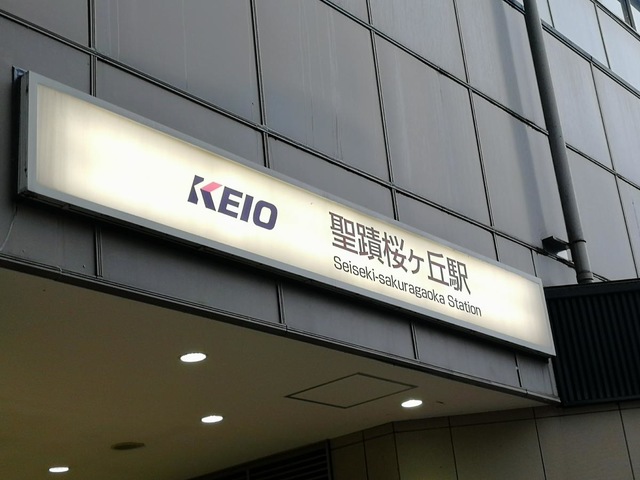 KEIO
聖蹟桜ヶ丘駅
Seiseki-sakuragaoka Station